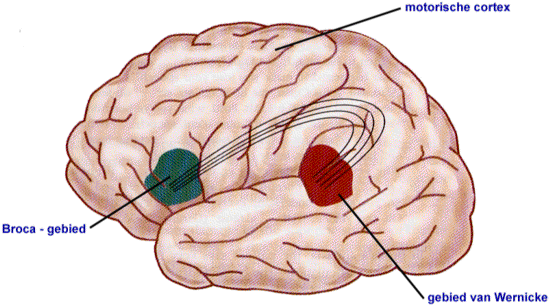 motorische cortex
Broca - gebied
gebied van Wernicke